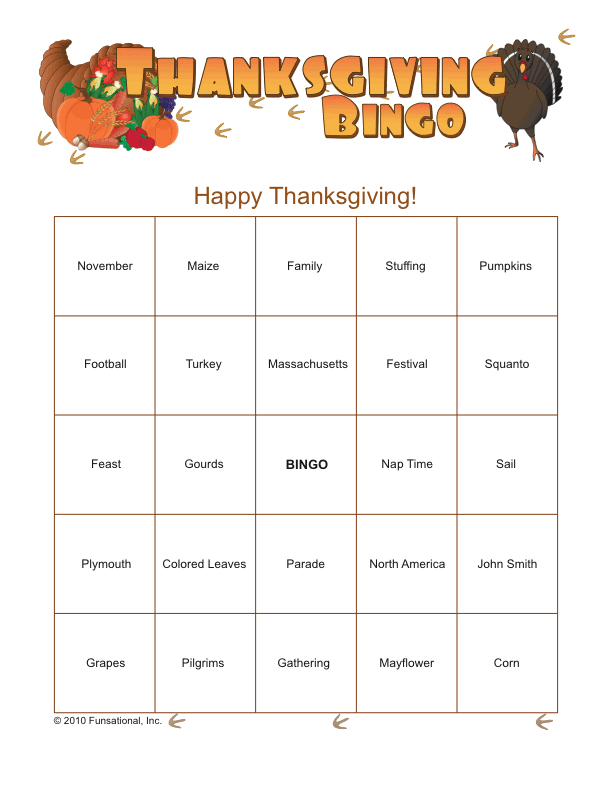 THANKSGIVING
BINGO
Happy Thanksgiving!
November Maize Family Stuffing Pumpkins
Football Turkey Massachusetts Festival Squanto
Feast Gourds BINGO Nap Time Sail
Plymouth Colored Leaves Parade North America John Smith
Grapes Pilgrims Gathering Mayflower Corn
© 2010 Funsational, Inc.